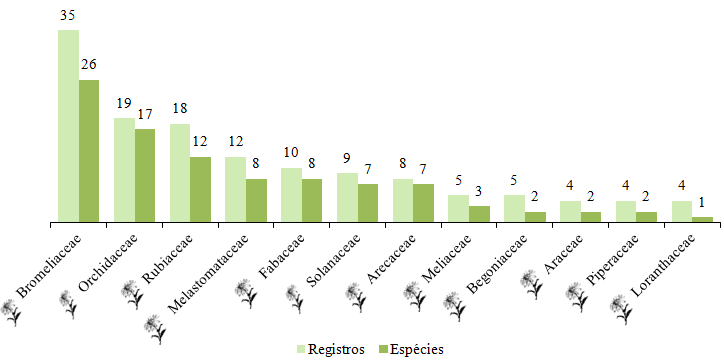 35
26
19
17
18
12
12
8
10
8
9
7
8
7
5
3
5
2
4
2
4
2
4
1
Bromeliaceae
Orchidaceae
Rubiaceae
Melastomataceae
Fabaceae
Solanaceae
Arecaceae
Meliaceae
Begoniaceae
Araceae
Piperaceae
Loranthaceae
Registros Espécies